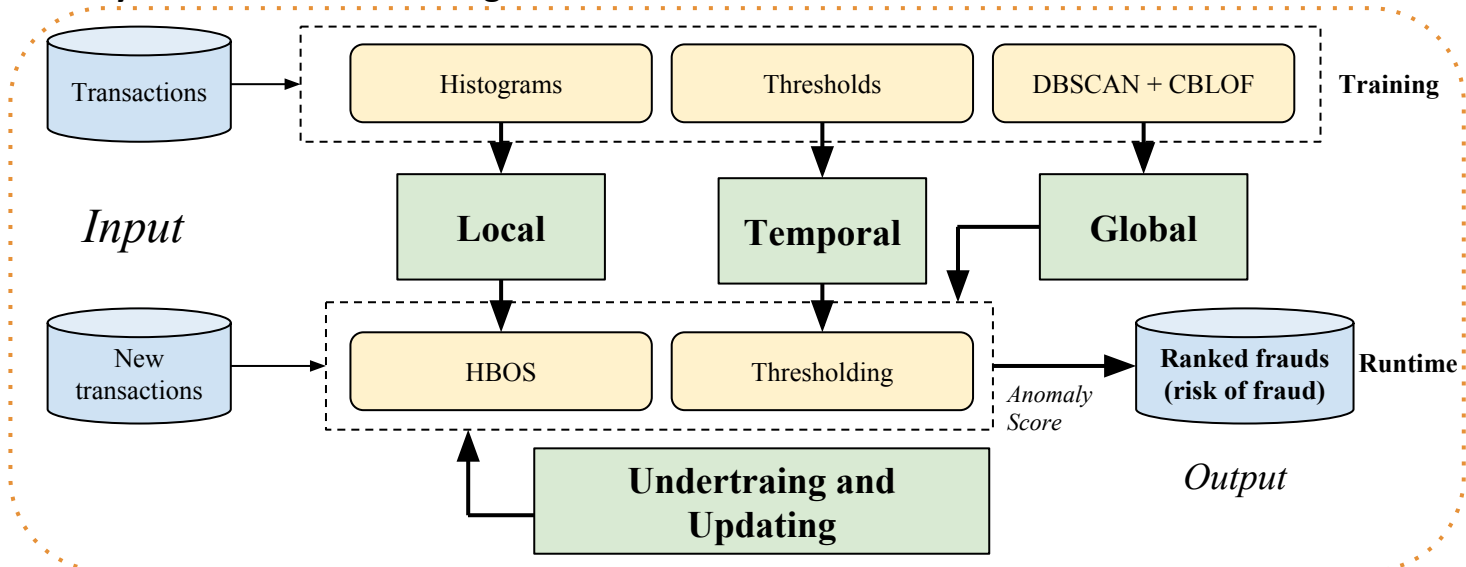 Transactions
Histograms
Thresholds
DBSCAN + CBLOF
Training
Input
Local
Temporal
Global
New
transactions
HBOS
Thresholding
Anomaly
Score
Ranked frauds
(risk of fraud)
Runtime
Undertraing and
Updating
Output